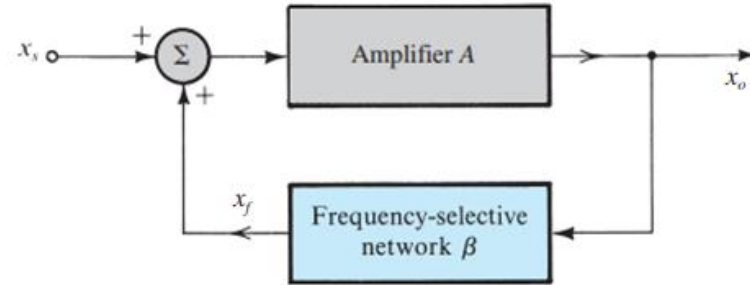 +
xs
Σ
Amplifier A
+
xo
xf
Frequency-selective
network β